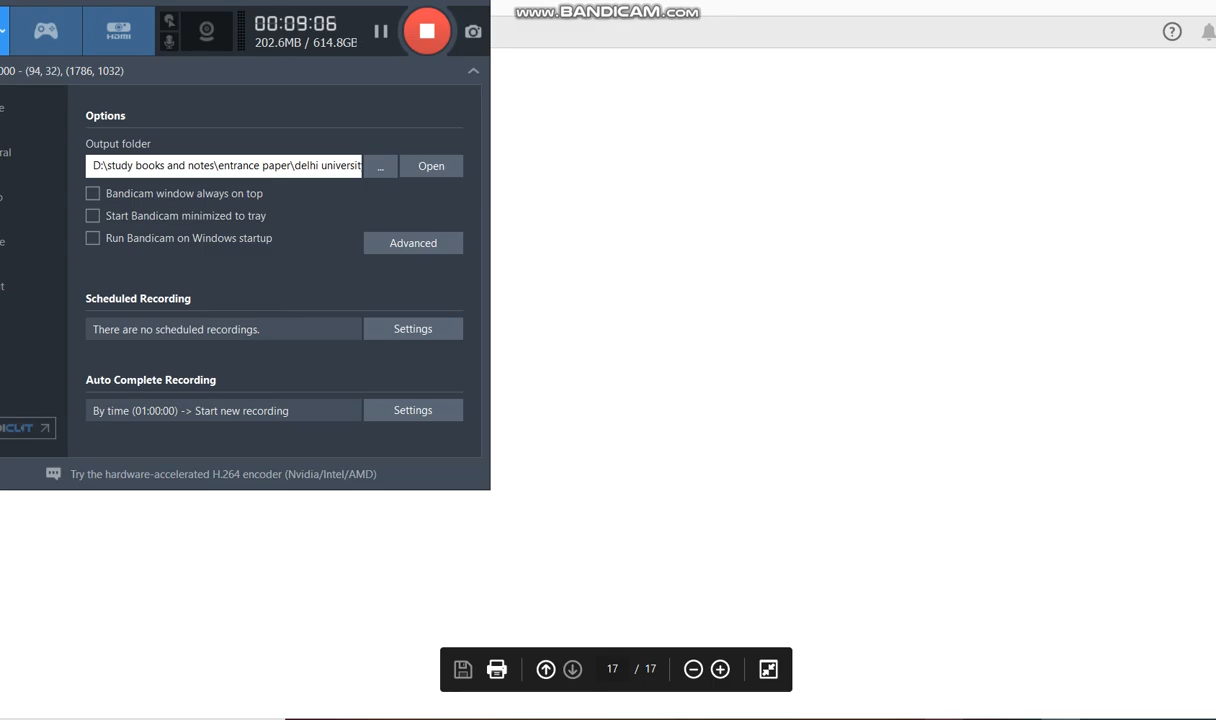 www.BANDICAM.com
HDMI
00:09:06
202.6MB / 614.8GB
000 - (94, 32), (1786, 1032)
Options
Output folder
D:\study books and notes\entrance paper\delhi universit
...
Open
Bandicam window always on top
Start Bandicam minimized to tray
Run Bandicam on Windows startup
Advanced
Scheduled Recording
There are no scheduled recordings.
Settings
Auto Complete Recording
By time (01:00:00) -> Start new recording
Settings
Try the hardware-accelerated H.264 encoder (Nvidia/Intel/AMD)
17 / 17